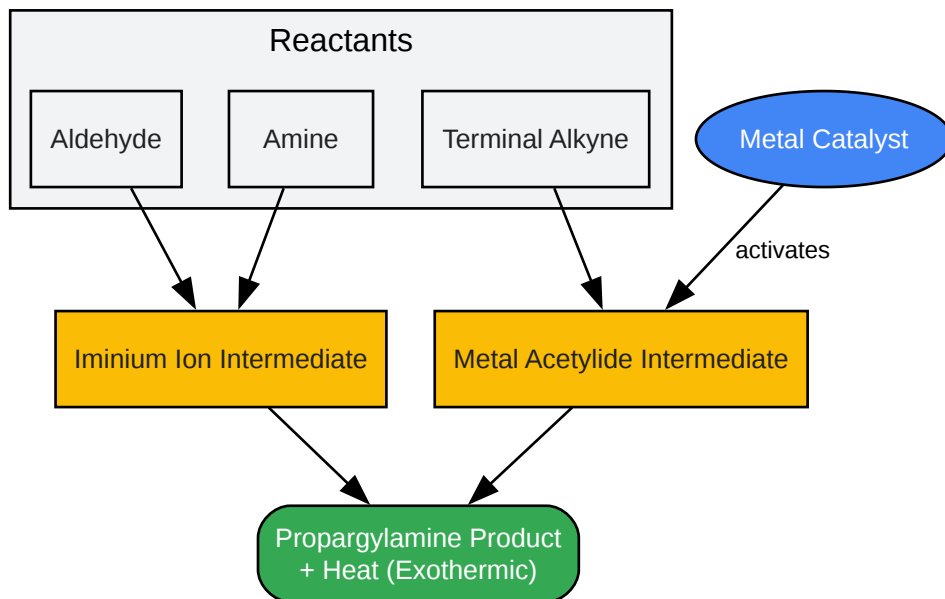 Reactants
Aldehyde
Amine
Terminal Alkyne
Metal Catalyst
activates
Iminium Ion Intermediate
Metal Acetylide Intermediate
Propargylamine Product
+ Heat (Exothermic)